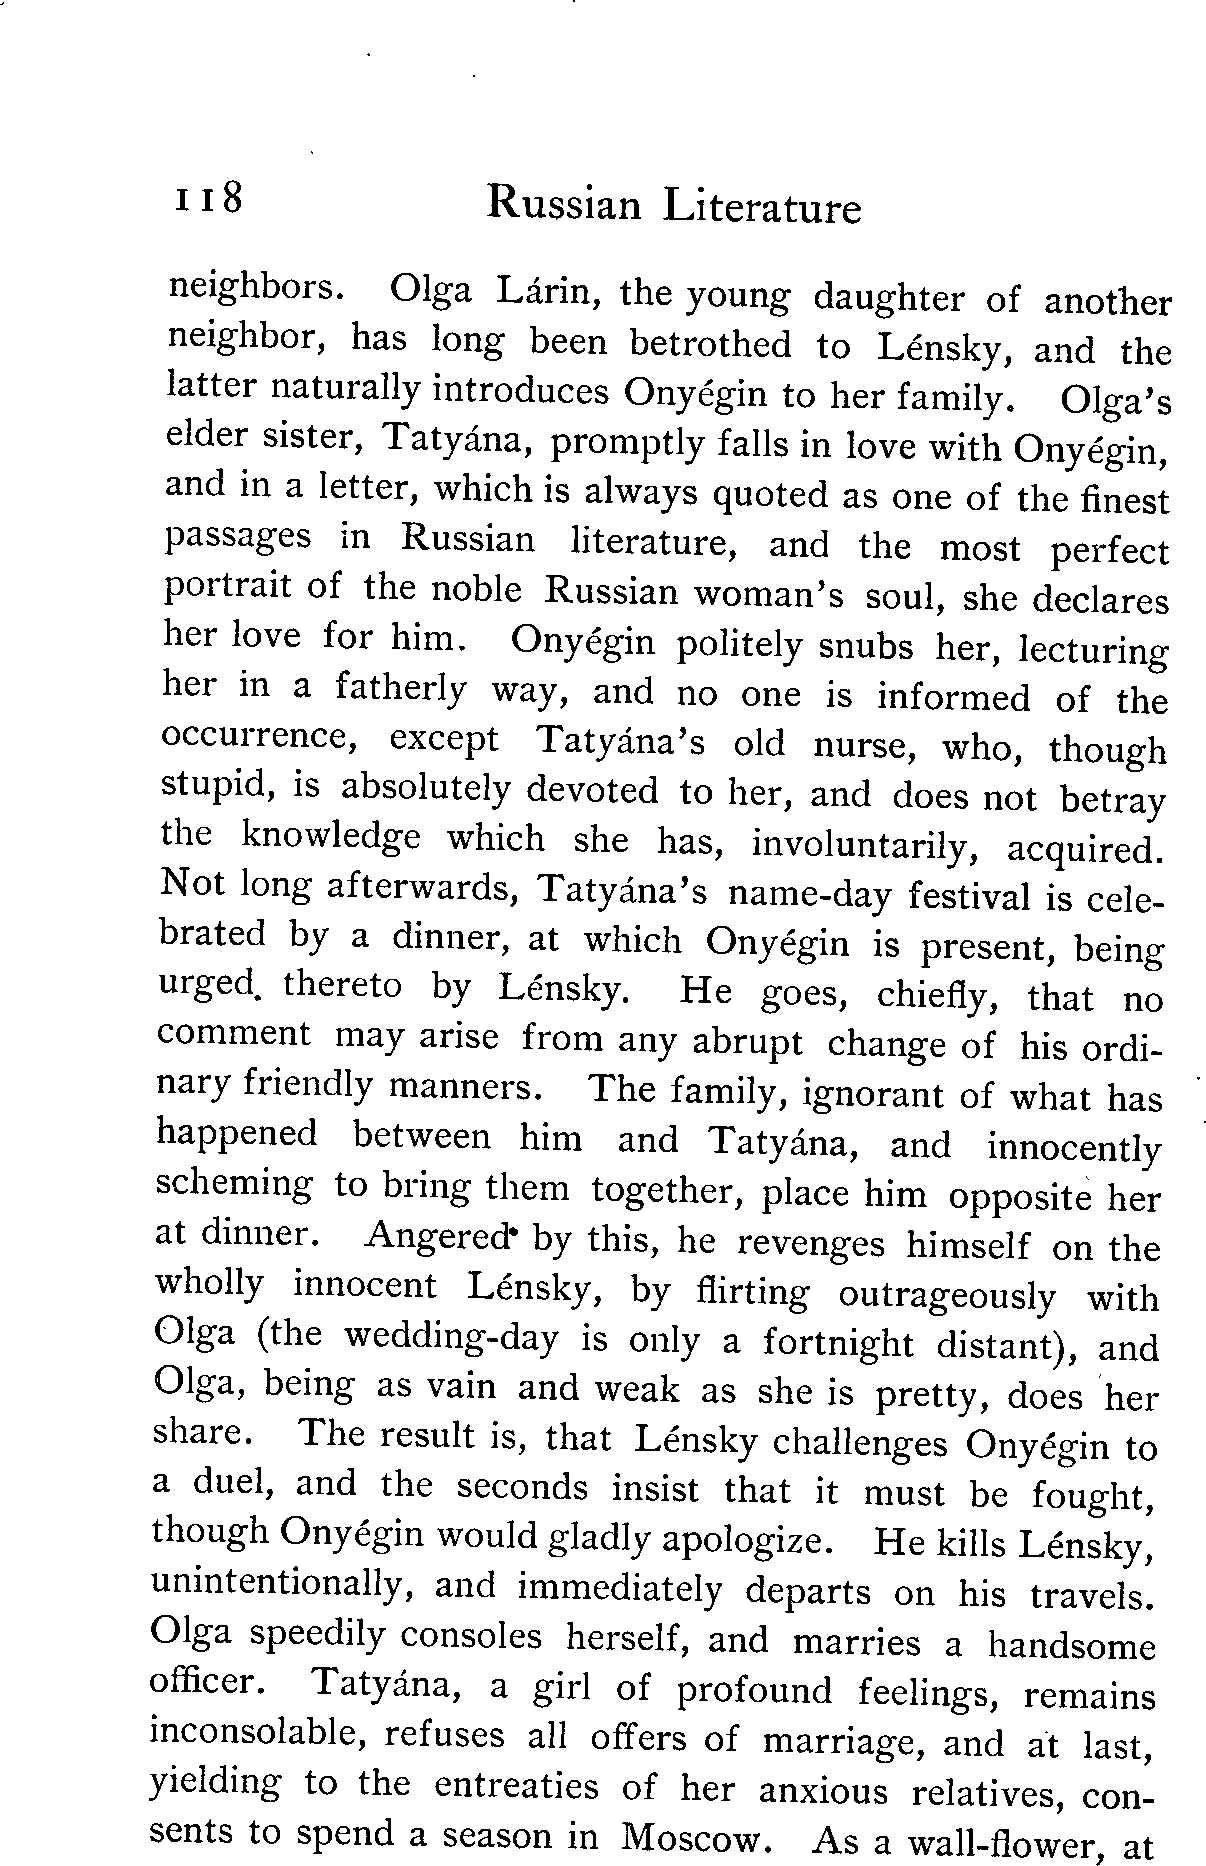 118 Russian Literature
neighbors. Olga Lárin, the young daughter of another
neighbor, has long been betrothed to Lénsky, and the
latter naturally introduces Onyégin to her family. Olga's
elder sister, Tatyána, promptly falls in love with Onyégin,
and in a letter, which is always quoted as one of the finest
passages in Russian literature, and the most perfect
portrait of the noble Russian woman's soul, she declares
her love for him. Onyégin politely snubs her, lecturing
her in a fatherly way, and no one is informed of the
occurrence, except Tatyána's old nurse, who, though
stupid, is absolutely devoted to her, and does not betray
the knowledge which she has, involuntarily, acquired.
Not long afterwards, Tatyána's name-day festival is cele-
brated by a dinner, at which Onyégin is present, being
urged. thereto by Lénsky. He goes, chiefly, that no
comment may arise from any abrupt change of his ordi-
nary friendly manners. The family, ignorant of what has
happened between him and Tatyána, and innocently
scheming to bring them together, place him opposite her
at dinner. Angered by this, he revenges himself on the
wholly innocent Lénsky, by flirting outrageously with
Olga (the wedding-day is only a fortnight distant), and
Olga, being as vain and weak as she is pretty, does her
share. The result is, that Lénsky challenges Onyégin to
a duel, and the seconds insist that it must be fought,
though Onyégin would gladly apologize. He kills Lénsky,
unintentionally, and immediately departs on his travels.
Olga speedily consoles herself, and marries a handsome
officer. Tatyána, a girl of profound feelings, remains
inconsolable, refuses all offers of marriage, and at last,
yielding to the entreaties of her anxious relatives, con-
sents to spend a season in Moscow. As a wall-flower, at